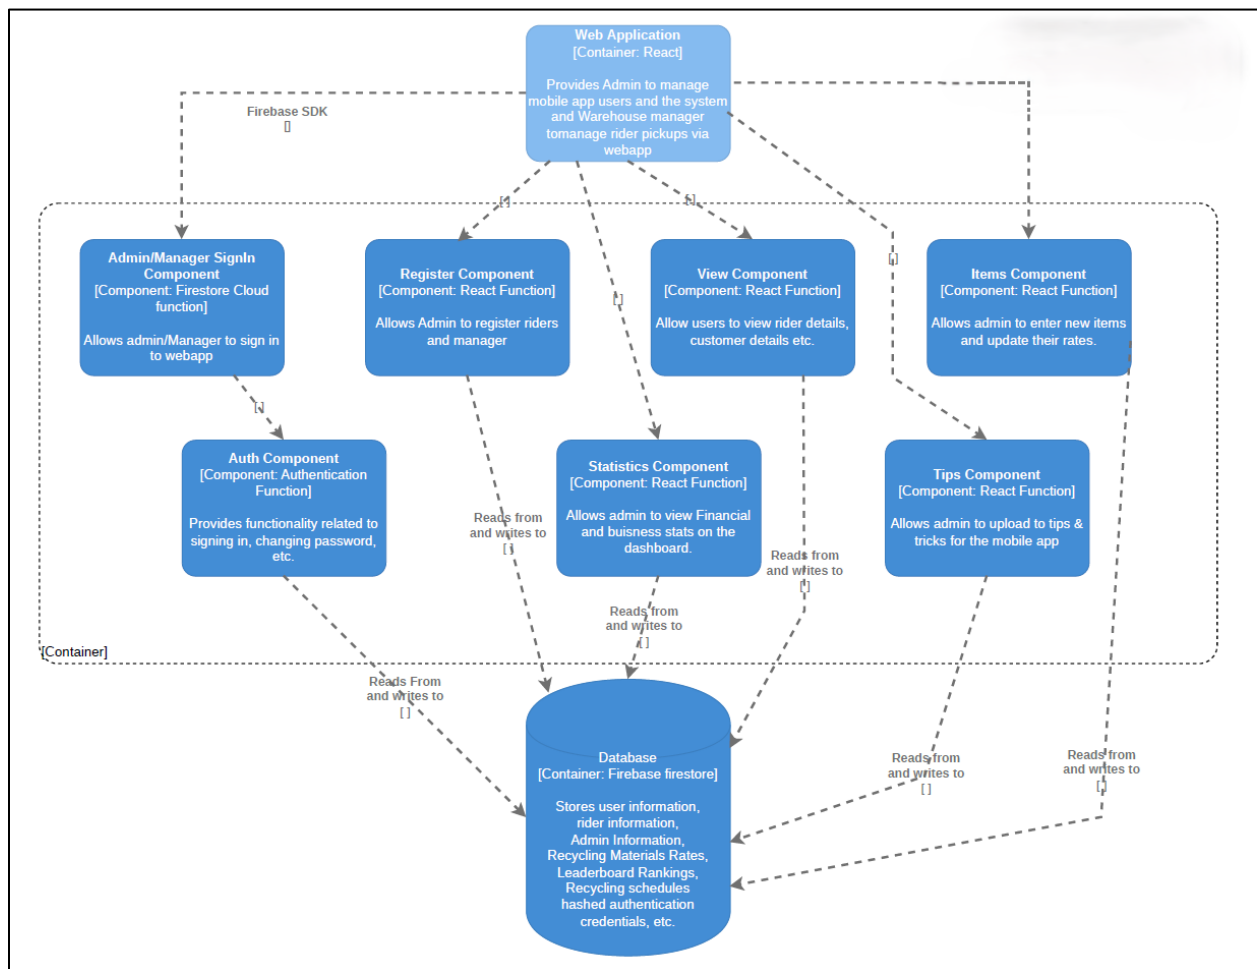 Web Application
[Container: React]
Provides Admin to manage
mobile app users and the system
and Warehouse manager
tomanage rider pickups via
webapp
Firebase SDK
[]
[ ]
[ ]
[ ]
[ ]
Admin/Manager SignIn
Component
[Component: Firestore Cloud
function]
Allows admin/Manager to sign in
to webapp
Register Component
[Component: React Function]
Allows Admin to register riders
and manager
View Component
[Component: React Function]
Allow users to view rider details,
customer details etc.
Items Component
[Component: React Function]
Allows admin to enter new items
and update their rates.
[ ]
Auth Component
[Component: Authentication
Function]
Provides functionality related to
signing in, changing password,
etc.
Statistics Component
[Component: React Function]
Allows admin to view Financial
and buisness stats on the
dashboard.
Tips Component
[Component: React Function]
Allows admin to upload to tips &
tricks for the mobile app
Reads from
and writes to
[ ]
Reads from
and writes to
[ ]
Reads from
and writes to
[ ]
[Container]
Reads From
and writes to
[ ]
Database
[Container: Firebase firestore]
Stores user information,
rider information,
Admin Information,
Recycling Materials Rates,
Leaderboard Rankings,
Recycling schedules
hashed authentication
credentials, etc.
Reads from
and writes to
[ ]
Reads from
and writes to
[ ]